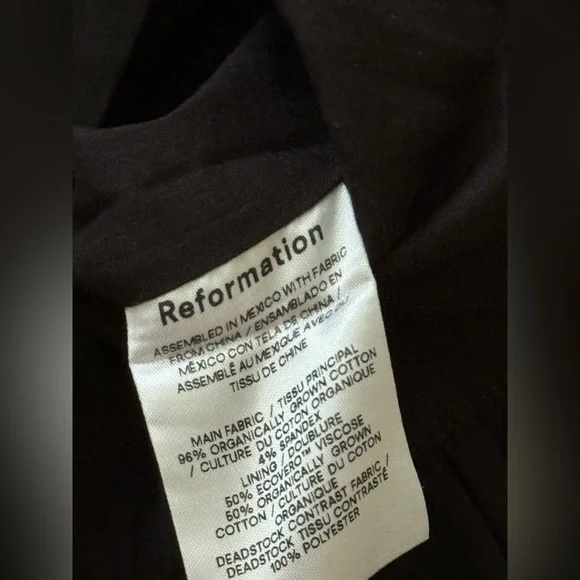 Reformation
ASSEMBLED IN MEXICO WITH FABRIC
FROM CHINA / ENSAMBLADO EN
MÉXICO CON TELA DE CHINA /
ASSEMBLÉ AU MEXIQUE AVEC
TISSU DE CHINE
MAIN FABRIC / TISSU PRINCIPAL
96% ORGANICALLY GROWN COTTON
/ CULTURE DU COTON ORGANIQUE
4% SPANDEX
LINING / DOUBLURE
50% ECOVERO™ VISCOSE
50% ORGANICALLY GROWN
COTTON / CULTURE DU COTON
ORGANIQUE
DEADSTOCK CONTRAST FABRIC /
DEADSTOCK TISSU CONTRASTÉ
100% POLYESTER